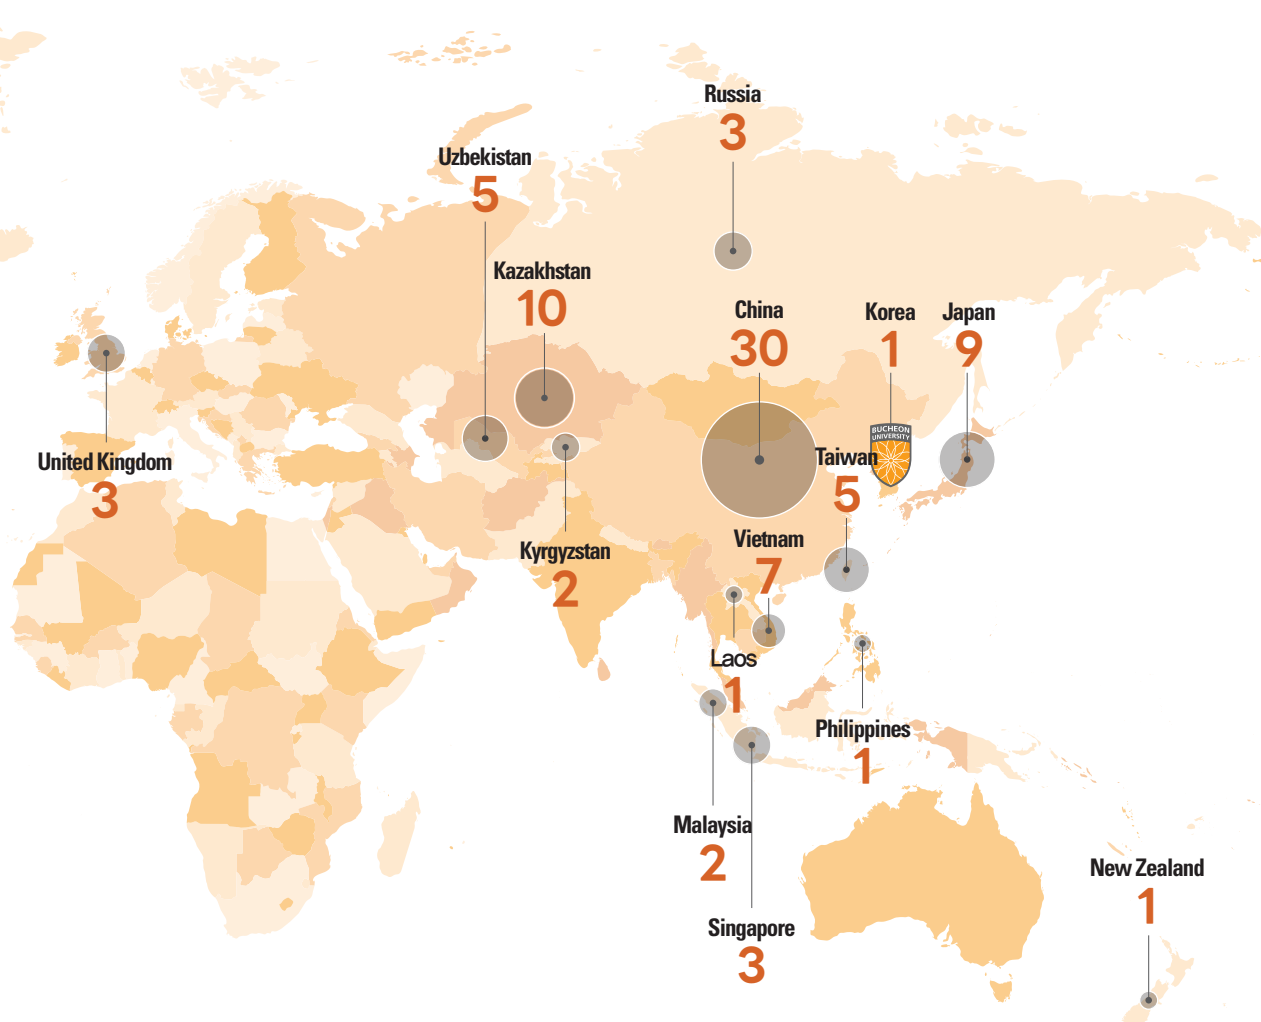 Russia
3
Uzbekistan
5
Kazakhstan
10
China
30
Korea
1
Japan
9
BUCHEON
UNIVERSITY
Taiwan
5
United Kingdom
3
Kyrgyzstan
2
Vietnam
7
Laos
1
Philippines
1
Malaysia
2
New Zealand
1
Singapore
3